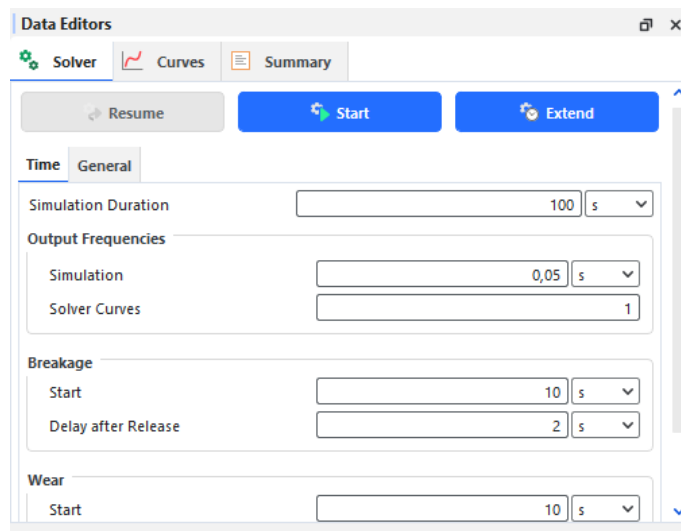 Data Editors
Solver Curves Summary
Resume Start Extend
Time General
Simulation Duration 100 s
Output Frequencies
Simulation 0,05 s
Solver Curves 1
Breakage
Start 10 s
Delay after Release 2 s
Wear
Start 10 s